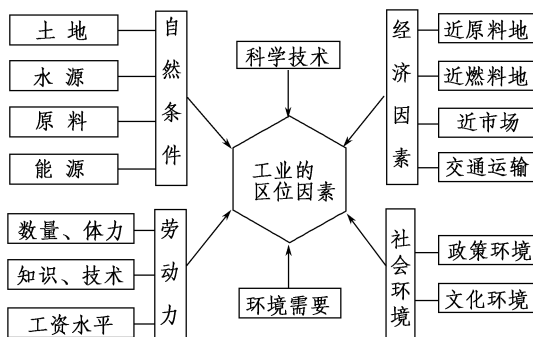 土 地
水 源
原 料
能 源
自然条件
科学技术
经济因素
近原料地
近燃料地
近市场
交通运输
工业的
区位因素
数量、体力
知识、技术
工资水平
劳动力
环境需要
社会环境
政策环境
文化环境